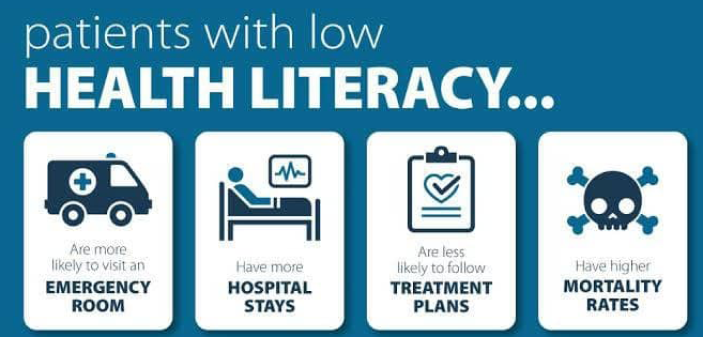 patients with low
HEALTH LITERACY...
Are more
likely to visit an
EMERGENCY
ROOM
Have more
HOSPITAL
STAYS
Are less
likely to follow
TREATMENT
PLANS
Have higher
MORTALITY
RATES